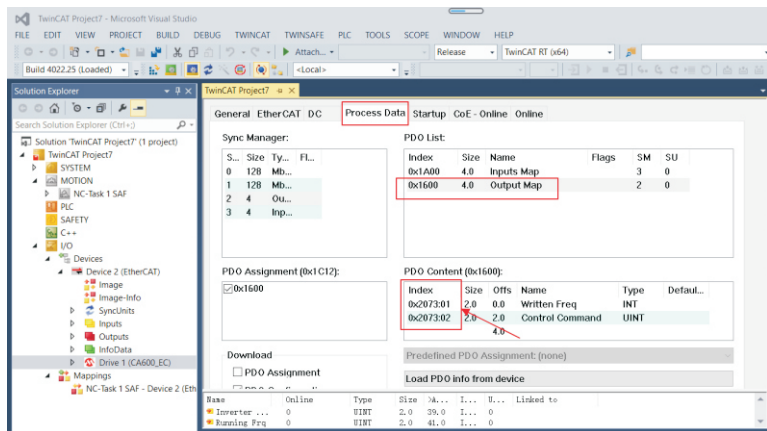 TwinCAT Project7 - Microsoft Visual Studio
FILE EDIT VIEW PROJECT BUILD DEBUG TWINCAT TWINSAFE PLC TOOLS SCOPE WINDOW HELP
Attach... Release TwinCAT RT (x64)
Build 4022.25 (Loaded) <Local>
Solution Explorer
Search Solution Explorer (Ctrl+;)
Solution 'TwinCAT Project7' (1 project)
TwinCAT Project7
SYSTEM
MOTION
NC-Task 1 SAF
PLC
SAFETY
C++
I/O
Devices
Device 2 (EtherCAT)
Image
Image-Info
SyncUnits
Inputs
Outputs
InfoData
Drive 1 (CA600_EC)
Mappings
NC-Task 1 SAF - Device 2 (Eth
TwinCAT Project7
General EtherCAT DC Process Data Startup CoE - Online Online
Sync Manager:
S... Size Ty... Fl...
0 128 Mb...
1 128 Mb...
2 4 Ou...
3 4 Inp...
PDO List:
Index Size Name Flags SM SU
0x1A00 4.0 Inputs Map 3 0
0x1600 4.0 Output Map 2 0
PDO Assignment (0x1C12):
0x1600
PDO Content (0x1600):
Index Size Offs Name Type Defaul...
0x2073:01 2.0 0.0 Written Freq INT
0x2073:02 2.0 2.0 Control Command UINT
4.0
Download
PDO Assignment
Predefined PDO Assignment: (none)
Load PDO info from device
Name Online Type Size >A... I... U... Linked to
Inverter ... 0 UINT 2.0 39.0 I... 0
Running Frq 0 UINT 2.0 41.0 I... 0